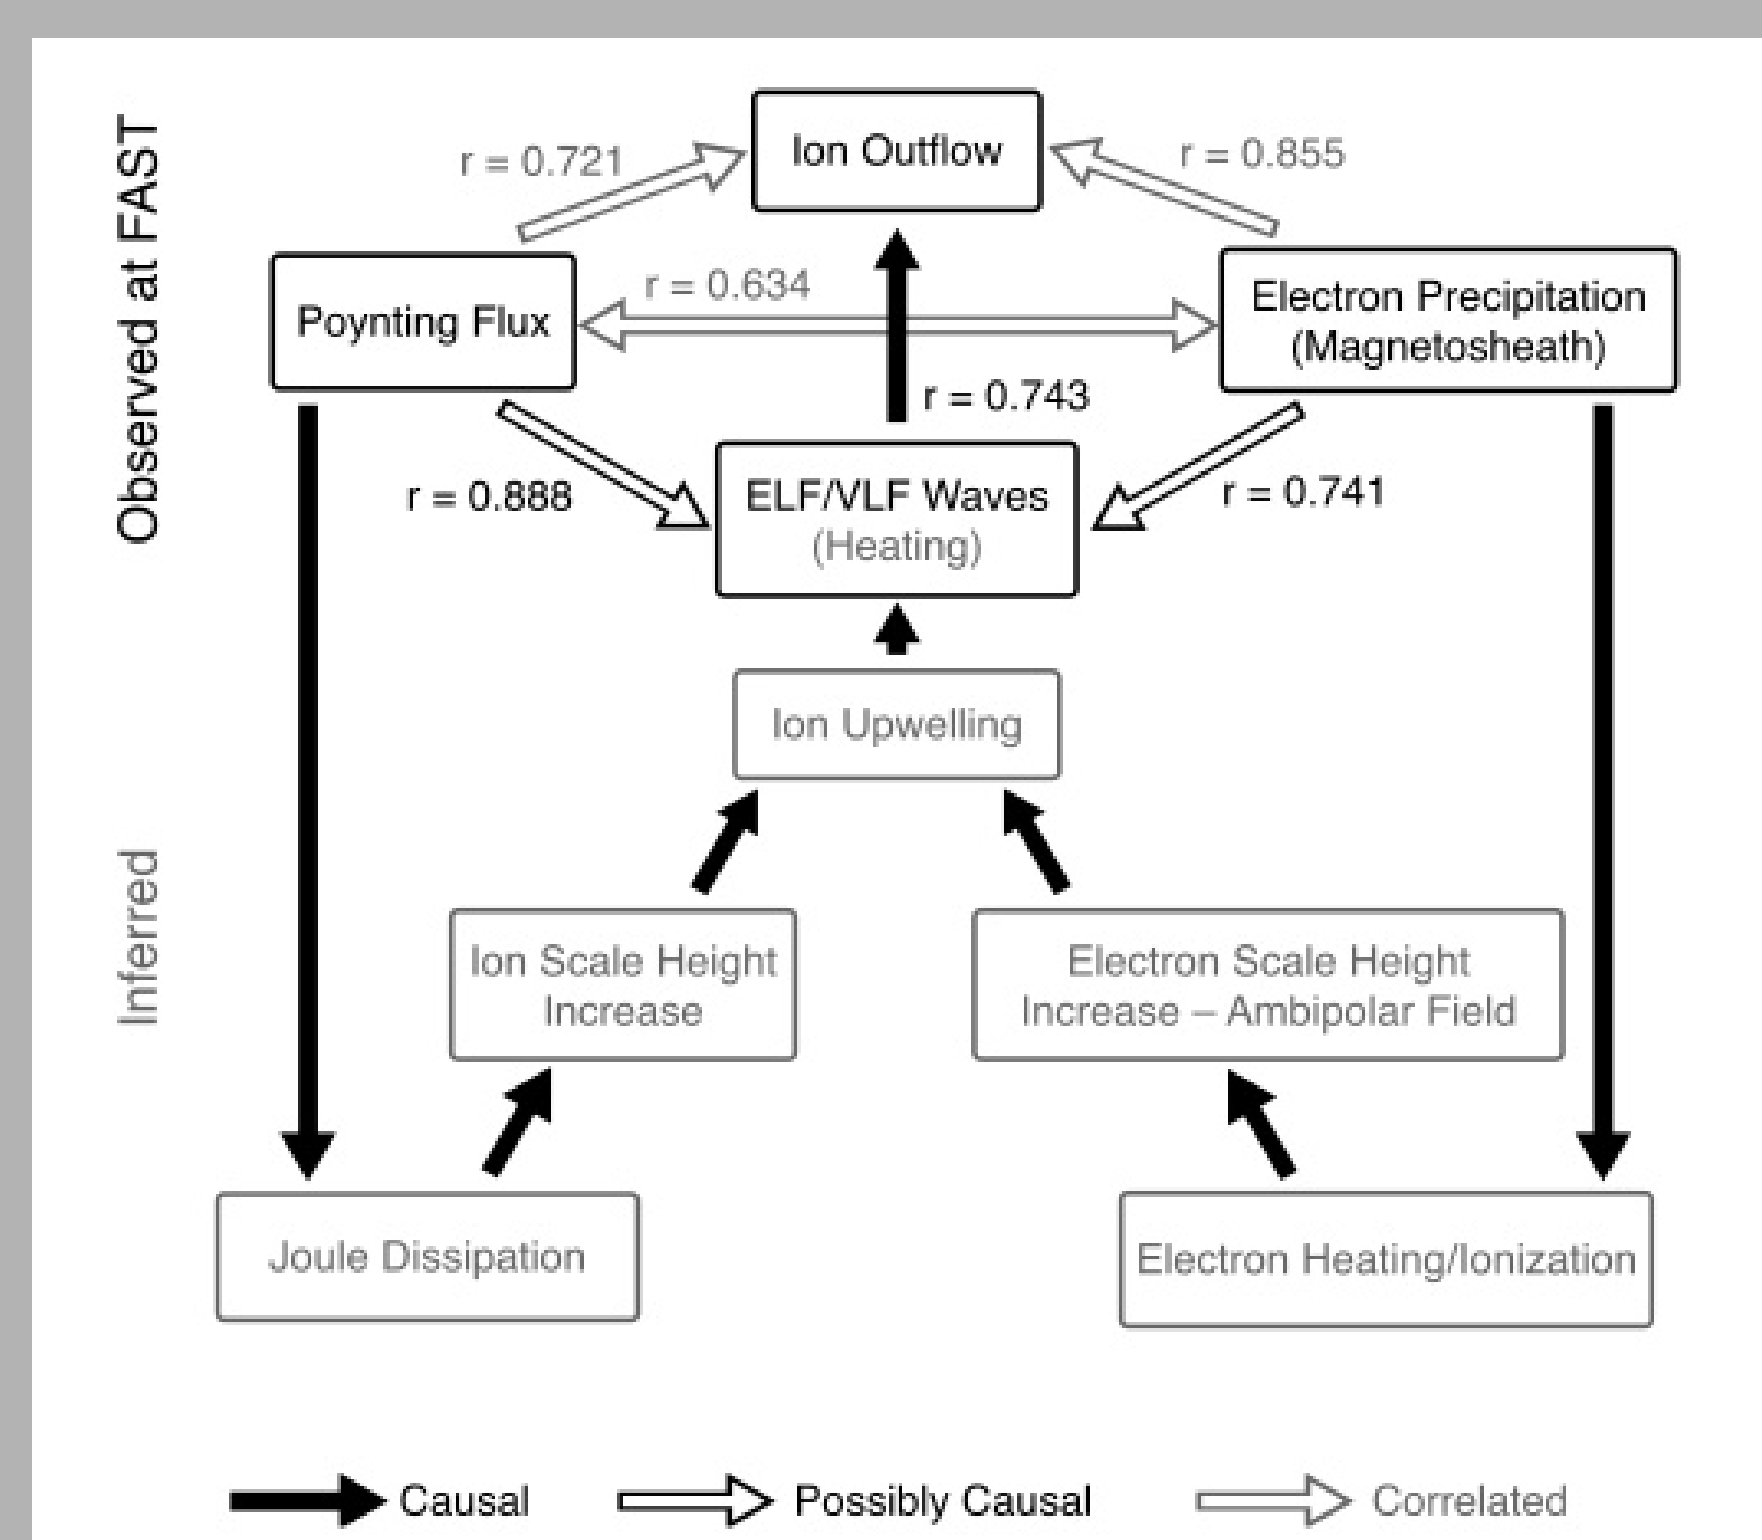 Observed at FAST
Ion Outflow
r = 0.721
r = 0.855
Poynting Flux
r = 0.634
Electron Precipitation
(Magnetosheath)
r = 0.743
r = 0.888
ELF/VLF Waves
(Heating)
r = 0.741
Ion Upwelling
Inferred
Ion Scale Height
Increase
Electron Scale Height
Increase – Ambipolar Field
Joule Dissipation
Electron Heating/Ionization
Causal
Possibly Causal
Correlated